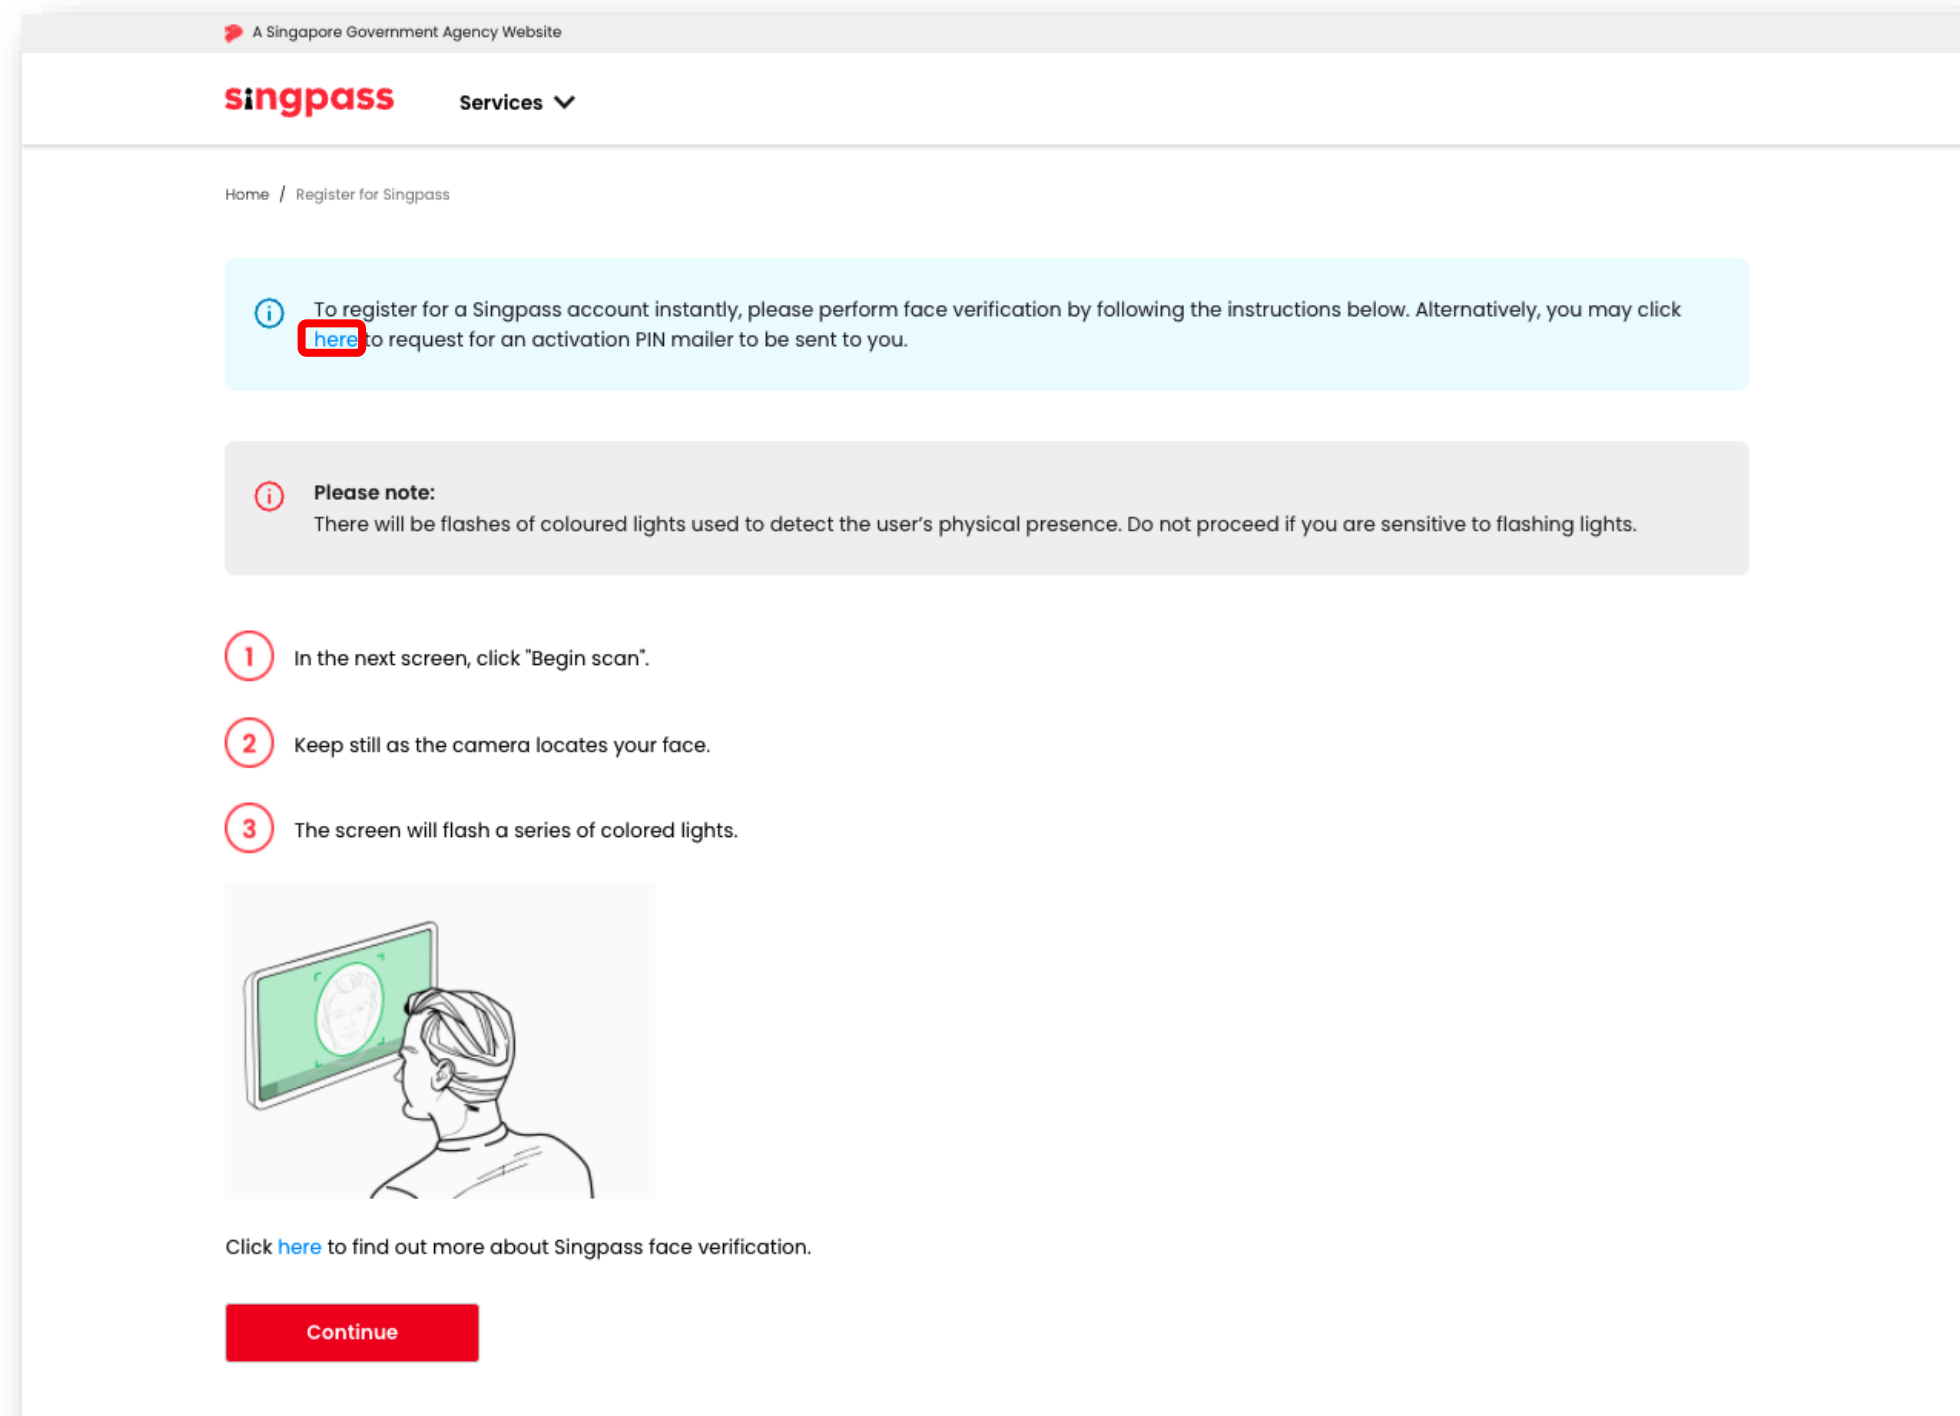 A Singapore Government Agency Website
singpass
Services
Home / Register for Singpass
To register for a Singpass account instantly, please perform face verification by following the instructions below. Alternatively, you may click
here to request for an activation PIN mailer to be sent to you.
Please note:
There will be flashes of coloured lights used to detect the user’s physical presence. Do not proceed if you are sensitive to flashing lights.
1 In the next screen, click "Begin scan".
2 Keep still as the camera locates your face.
3 The screen will flash a series of colored lights.
Click here to find out more about Singpass face verification.
Continue